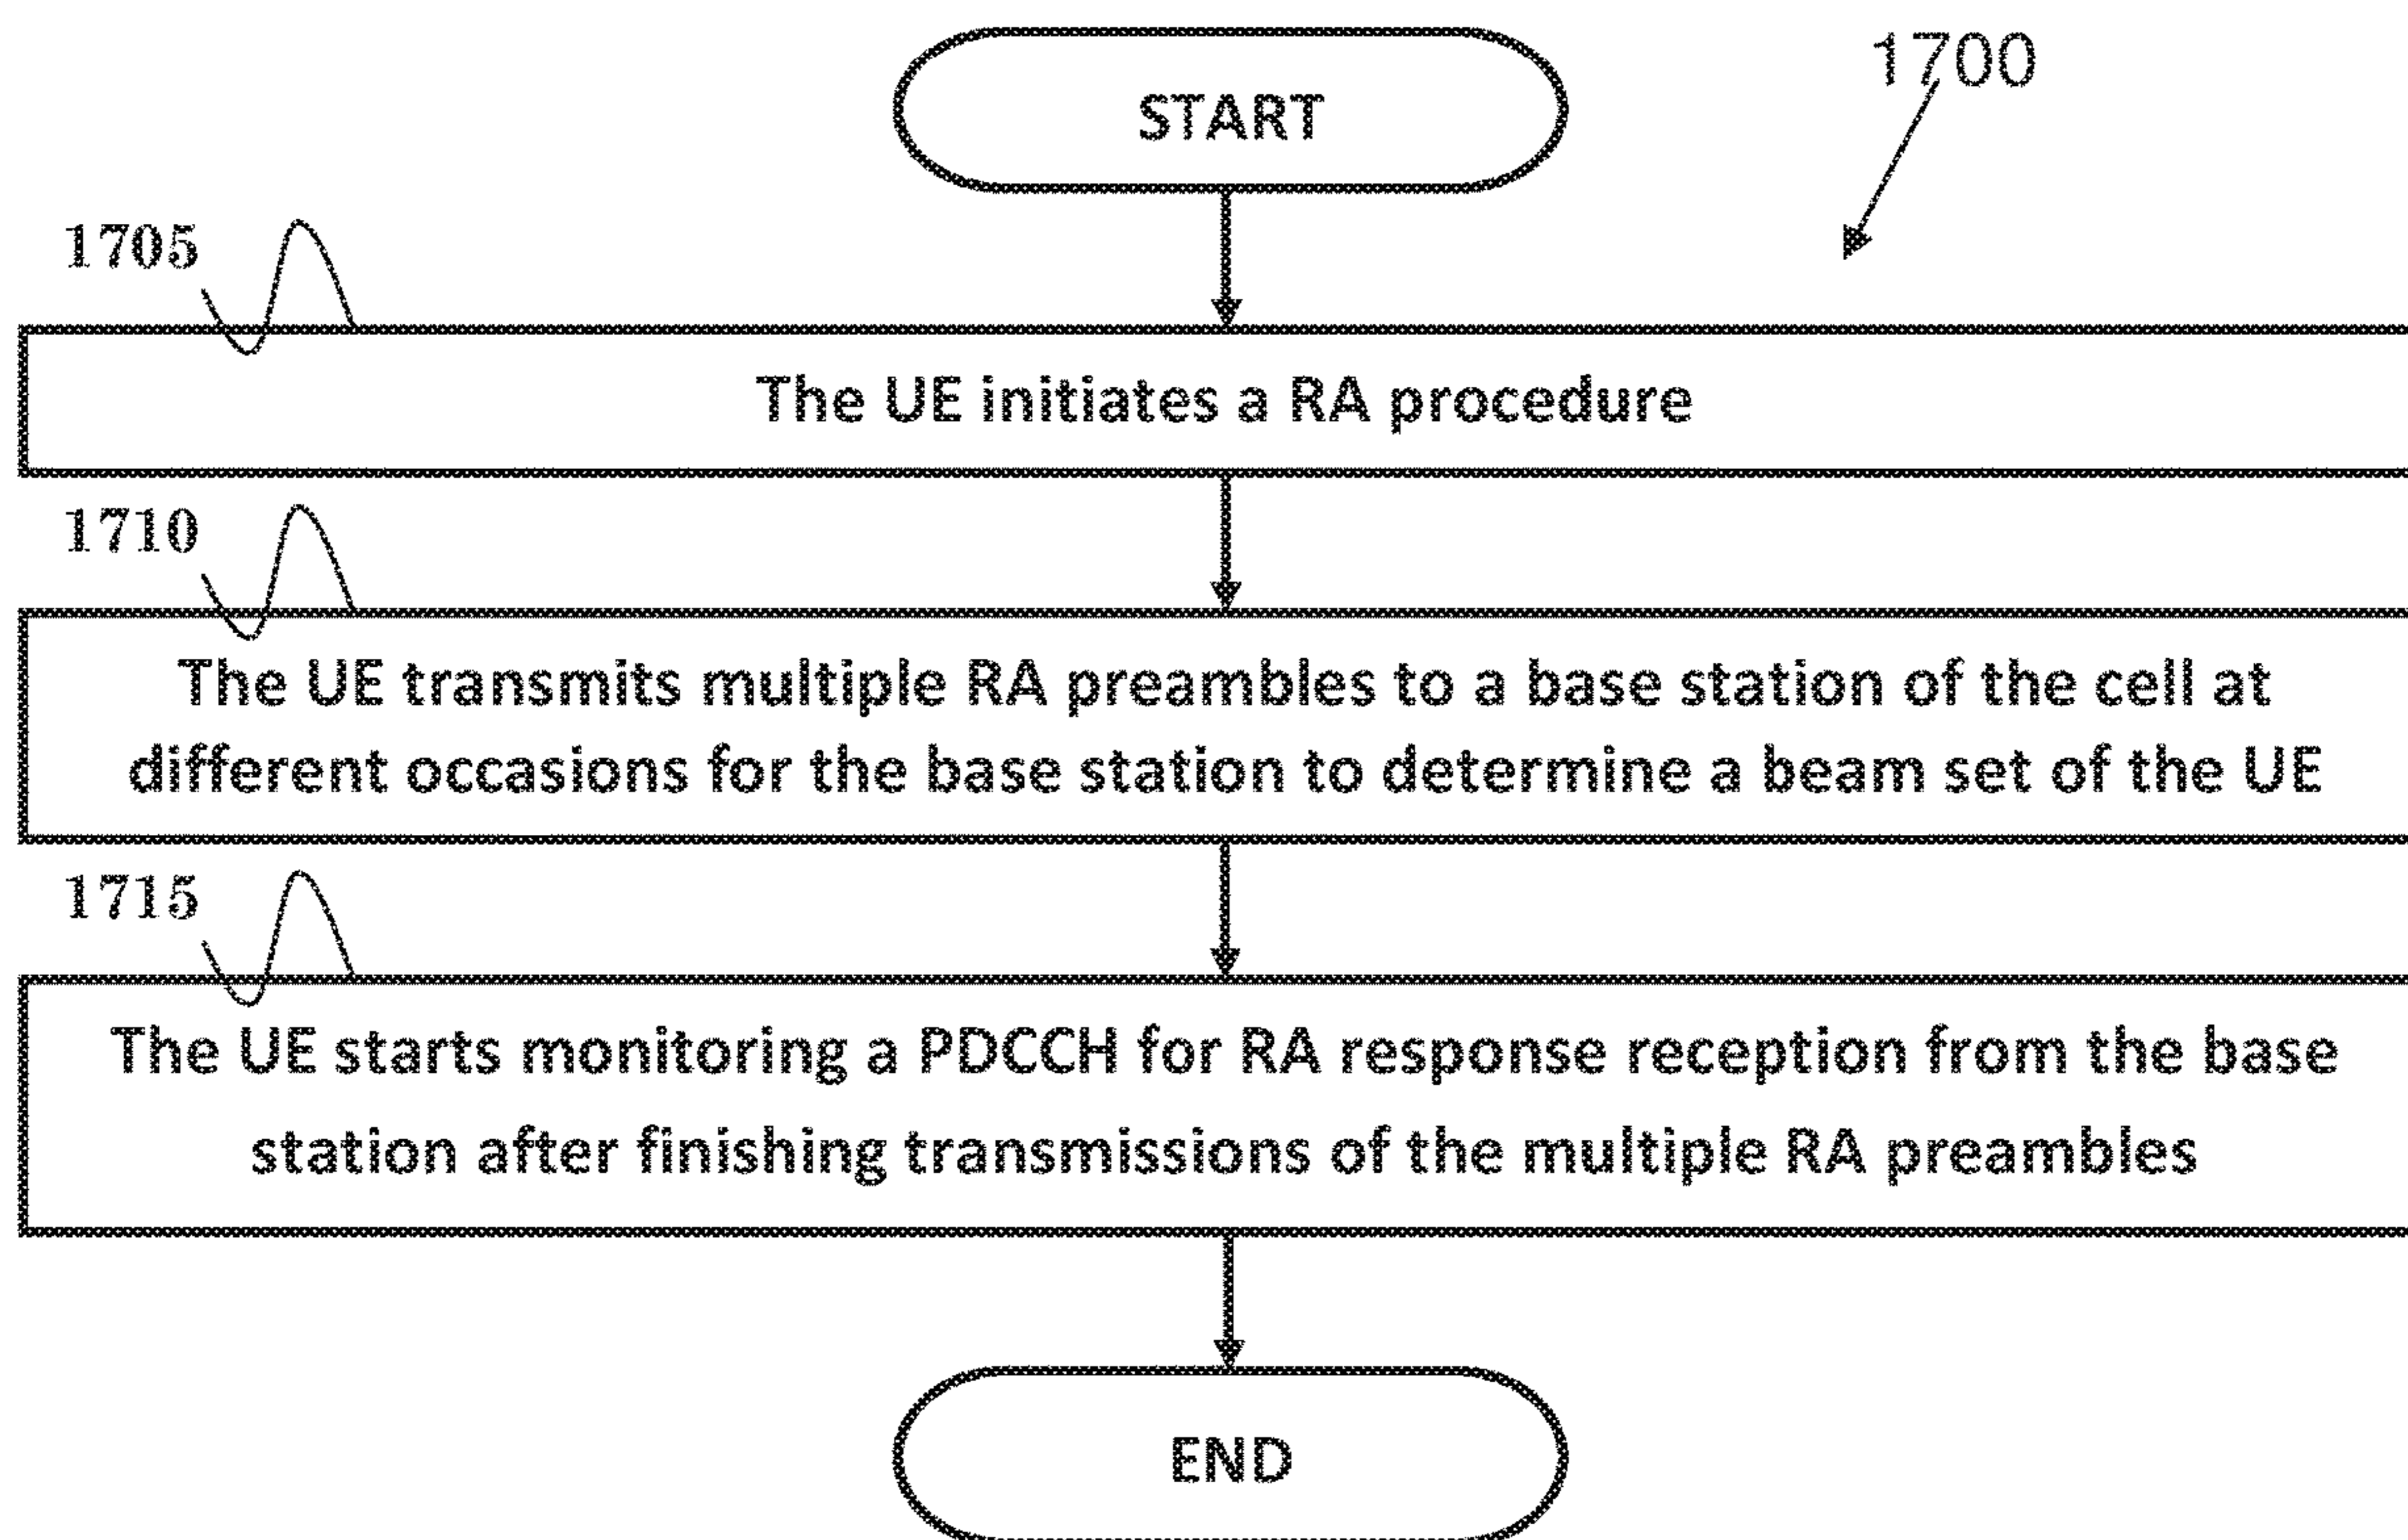 START
1700
1705
The UE initiates a RA procedure
1710
The UE transmits multiple RA preambles to a base station of the cell at
different occasions for the base station to determine a beam set of the UE
1715
The UE starts monitoring a PDCCH for RA response reception from the base
station after finishing transmissions of the multiple RA preambles
END